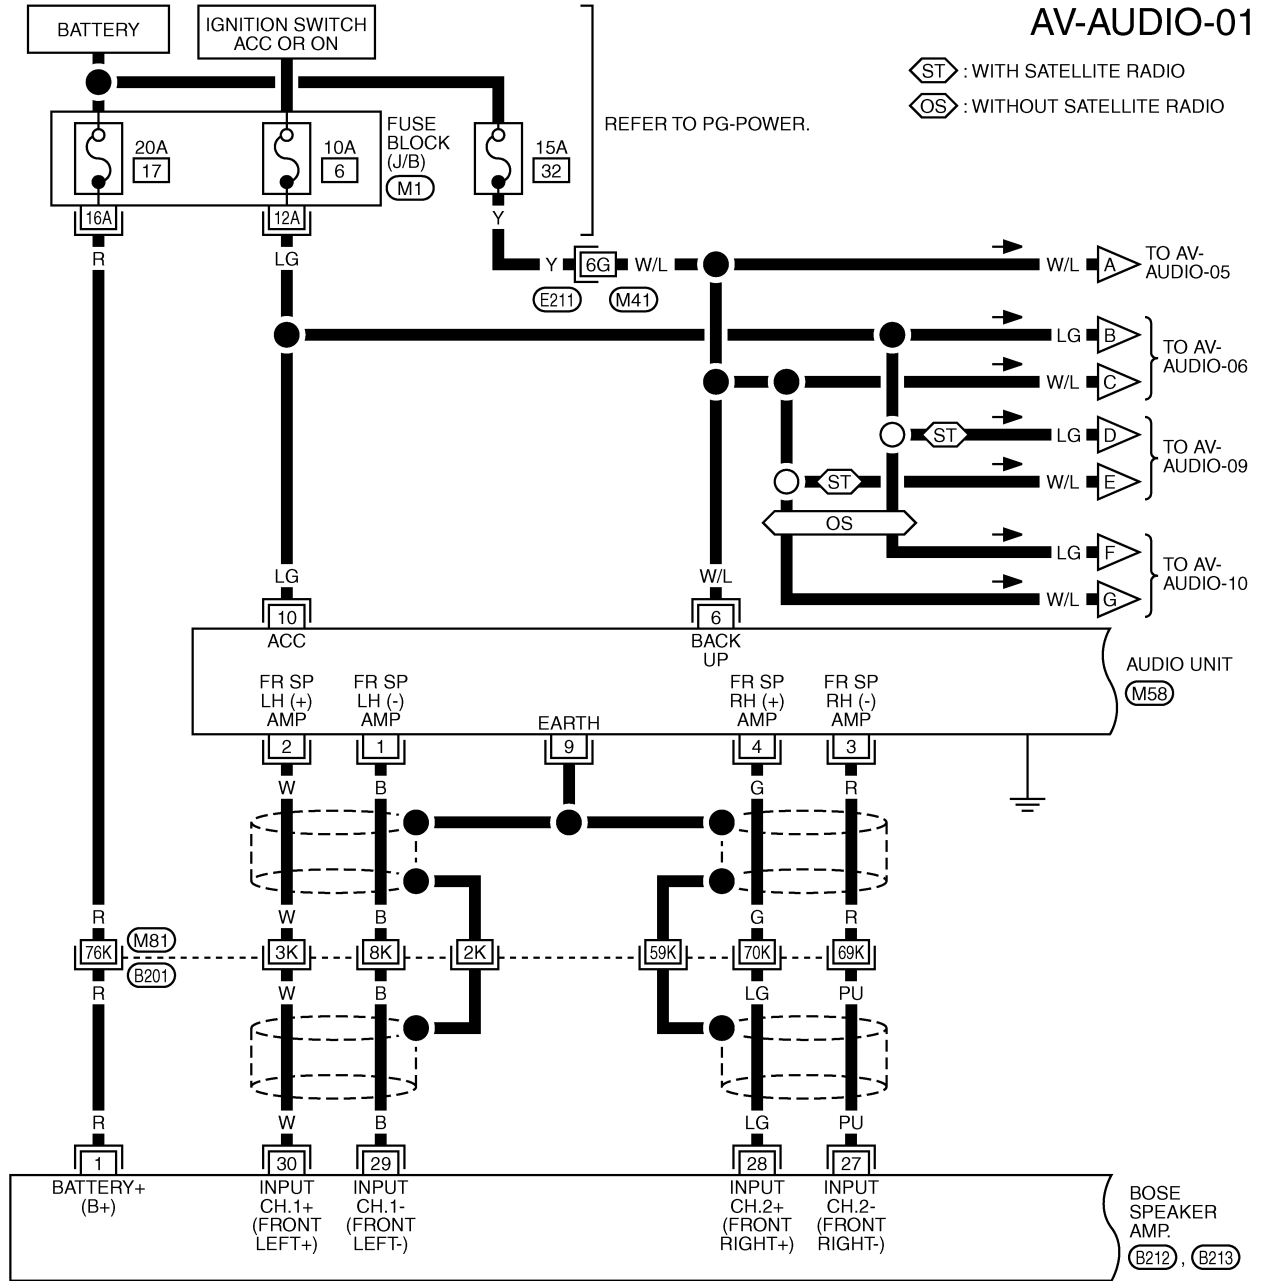 AV-AUDIO-01
BATTERY
IGNITION SWITCH
ACC OR ON
ST : WITH SATELLITE RADIO
OS : WITHOUT SATELLITE RADIO
REFER TO PG-POWER.
20A
17
10A
6
FUSE
BLOCK
(J/B)
M1
15A
32
16A
12A
Y
R
LG
Y
6G
W/L
E211
M41
W/L
A
TO AV-
AUDIO-05
LG
B
W/L
C
TO AV-
AUDIO-06
ST
LG
D
ST
W/L
E
TO AV-
AUDIO-09
OS
LG
F
W/L
G
TO AV-
AUDIO-10
LG
W/L
10
6
ACC
BACK
UP
AUDIO UNIT
M58
FR SP
LH (+)
AMP
FR SP
LH (-)
AMP
EARTH
FR SP
RH (+)
AMP
FR SP
RH (-)
AMP
2
1
9
4
3
W
B
G
R
R
W
B
G
R
76K
M81
B201
3K
8K
2K
59K
70K
69K
R
W
B
LG
PU
R
W
B
LG
PU
1
30
29
28
27
BATTERY+
(B+)
INPUT
CH.1+
(FRONT
LEFT+)
INPUT
CH.1-
(FRONT
LEFT-)
INPUT
CH.2+
(FRONT
RIGHT+)
INPUT
CH.2-
(FRONT
RIGHT-)
BOSE
SPEAKER
AMP.
B212 , B213